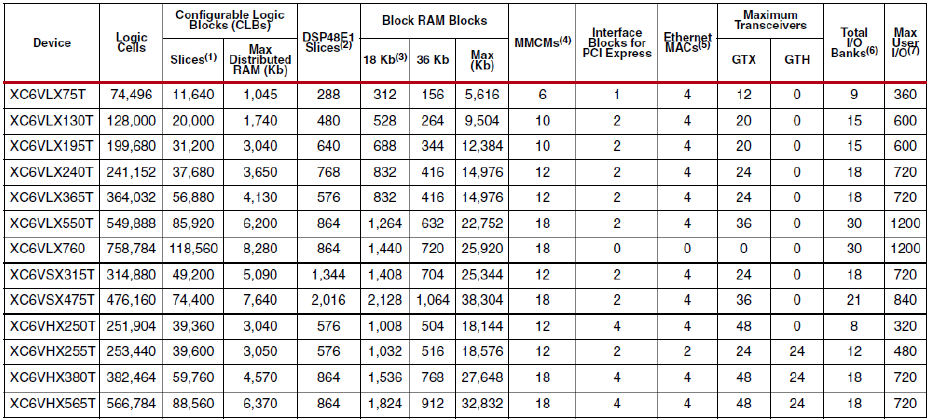 Device Logic Cells Configurable Logic Blocks (CLBs) DSP48E1 Slices(2) Block RAM Blocks MMCMs(4) Interface Blocks for PCI Express Ethernet MACs(5) Maximum Transceivers Total I/O Banks(6) Max User I/O(7)
Slices(1) Max Distributed RAM (Kb) 18 Kb(3) 36 Kb Max (Kb) GTX GTH
XC6VLX75T 74,496 11,640 1,045 288 312 156 5,616 6 1 4 12 0 9 360
XC6VLX130T 128,000 20,000 1,740 480 528 264 9,504 10 2 4 20 0 15 600
XC6VLX195T 199,680 31,200 3,040 640 688 344 12,384 10 2 4 20 0 15 600
XC6VLX240T 241,152 37,680 3,650 768 832 416 14,976 12 2 4 24 0 18 720
XC6VLX365T 364,032 56,880 4,130 576 832 416 14,976 12 2 4 24 0 18 720
XC6VLX550T 549,888 85,920 6,200 864 1,264 632 22,752 18 2 4 36 0 30 1200
XC6VLX760 758,784 118,560 8,280 864 1,440 720 25,920 18 0 0 0 0 30 1200
XC6VSX315T 314,880 49,200 5,090 1,344 1,408 704 25,344 12 2 4 24 0 18 720
XC6VSX475T 476,160 74,400 7,640 2,016 2,128 1,064 38,304 18 2 4 36 0 21 840
XC6VHX250T 251,904 39,360 3,040 576 1,008 504 18,144 12 4 4 48 0 8 320
XC6VHX255T 253,440 39,600 3,050 576 1,032 516 18,576 12 2 2 24 24 12 480
XC6VHX380T 382,464 59,760 4,570 864 1,536 768 27,648 18 4 4 48 24 18 720
XC6VHX565T 566,784 88,560 6,370 864 1,824 912 32,832 18 4 4 48 24 18 720